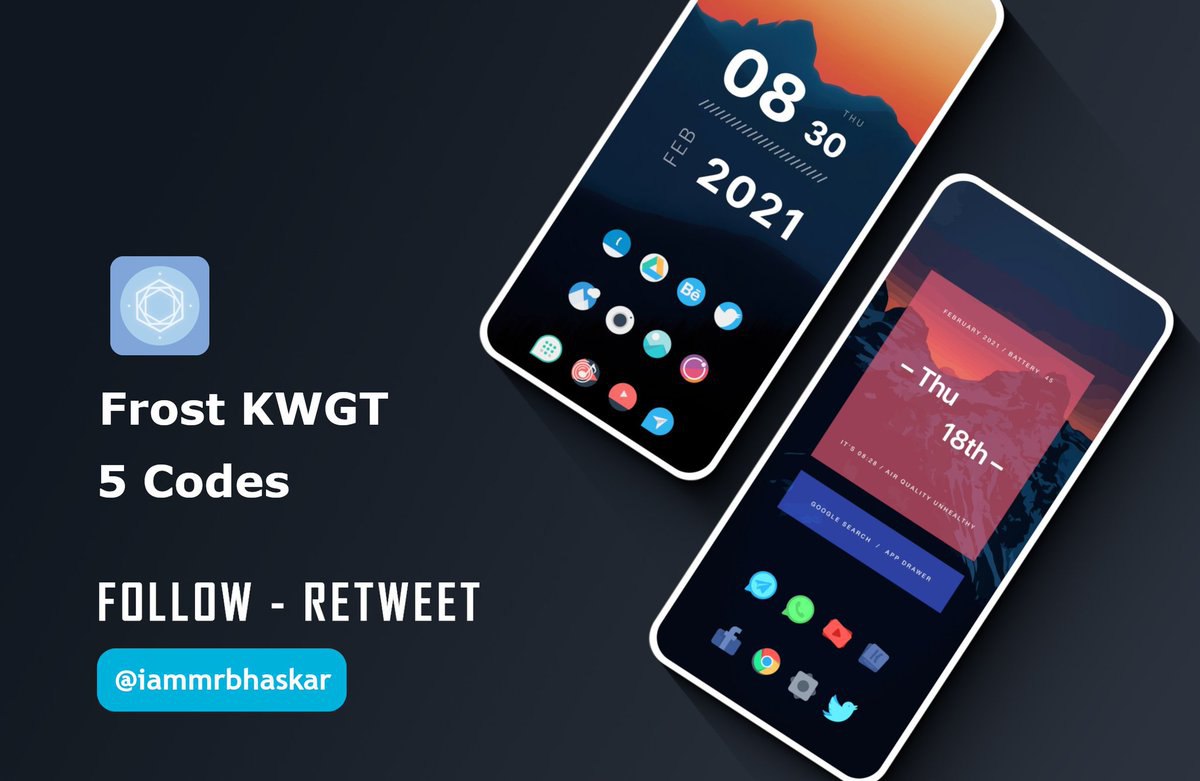 Frost KWGT
5 Codes
FOLLOW - RETWEET
@iammrbhaskar
08
30
THU
FEB
2021
Bē
FEBRUARY 2021 / BATTERY 45
– Thu
18th –
IT'S 08:28 / AIR QUALITY UNHEALTHY
GOOGLE SEARCH / APP DRAWER
f
K